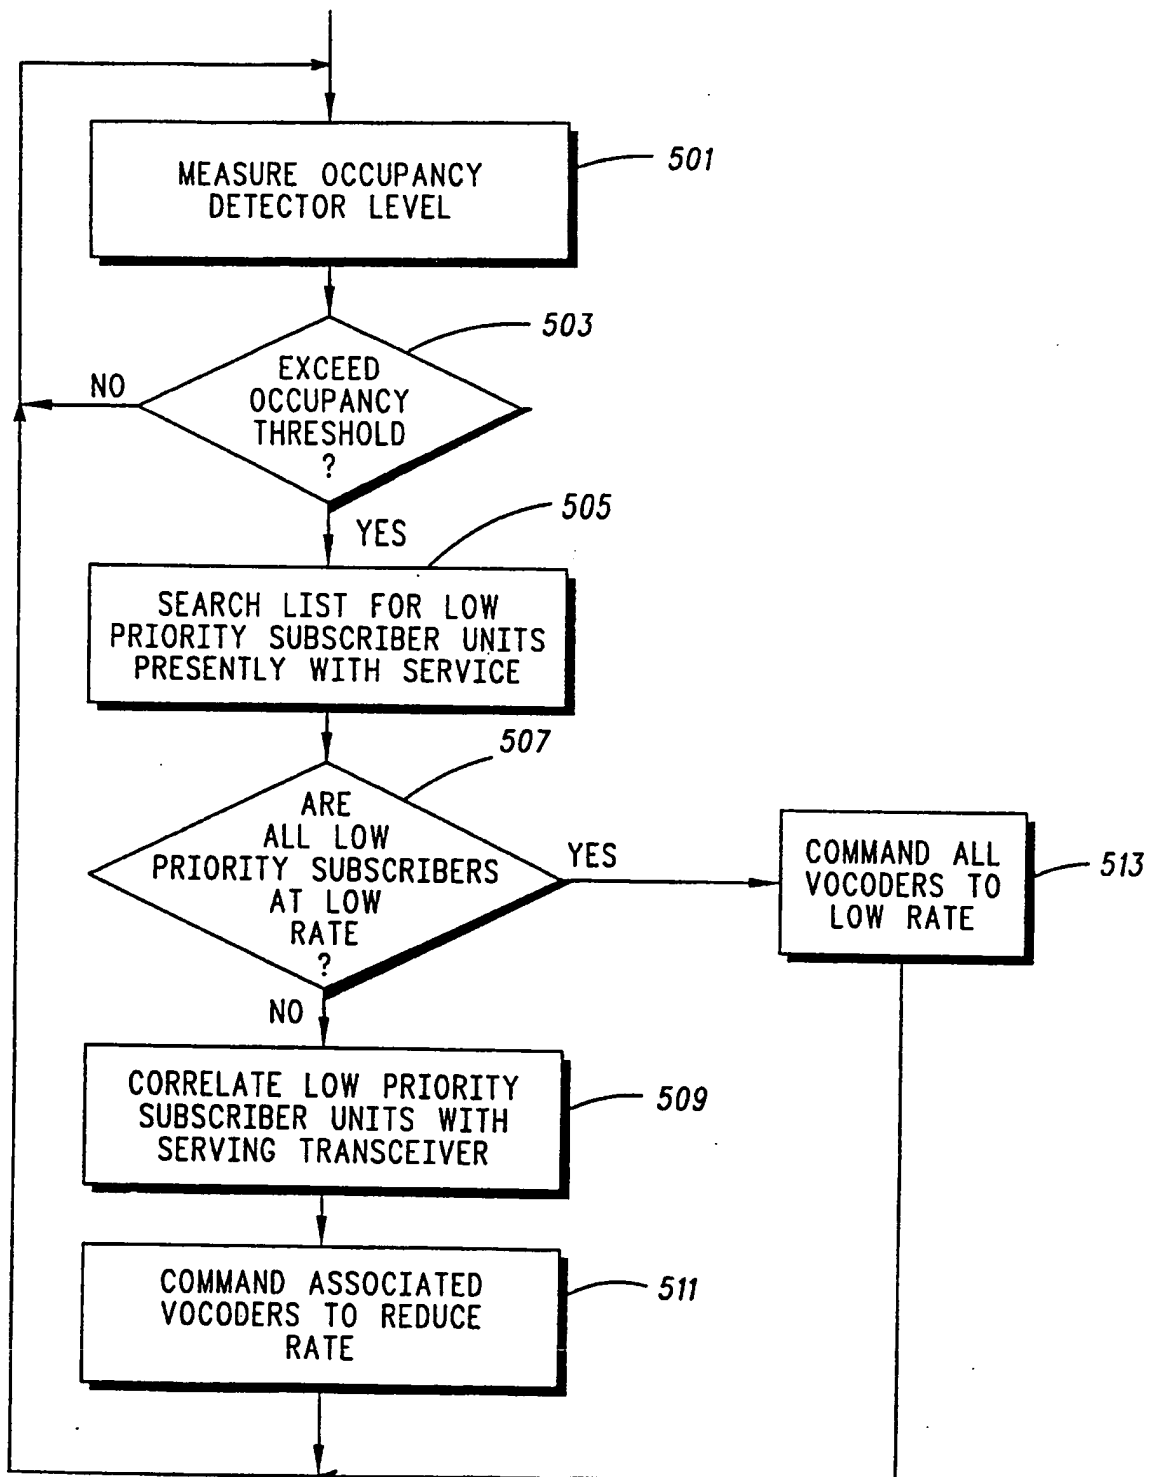 MEASURE OCCUPANCY
DETECTOR LEVEL
501
EXCEED
OCCUPANCY
THRESHOLD
?
503
NO
YES
505
SEARCH LIST FOR LOW
PRIORITY SUBSCRIBER UNITS
PRESENTLY WITH SERVICE
507
ARE
ALL LOW
PRIORITY SUBSCRIBERS
AT LOW
RATE
?
YES
COMMAND ALL
VOCODERS TO
LOW RATE
513
NO
CORRELATE LOW PRIORITY
SUBSCRIBER UNITS WITH
SERVING TRANSCEIVER
509
COMMAND ASSOCIATED
VOCODERS TO REDUCE
RATE
511